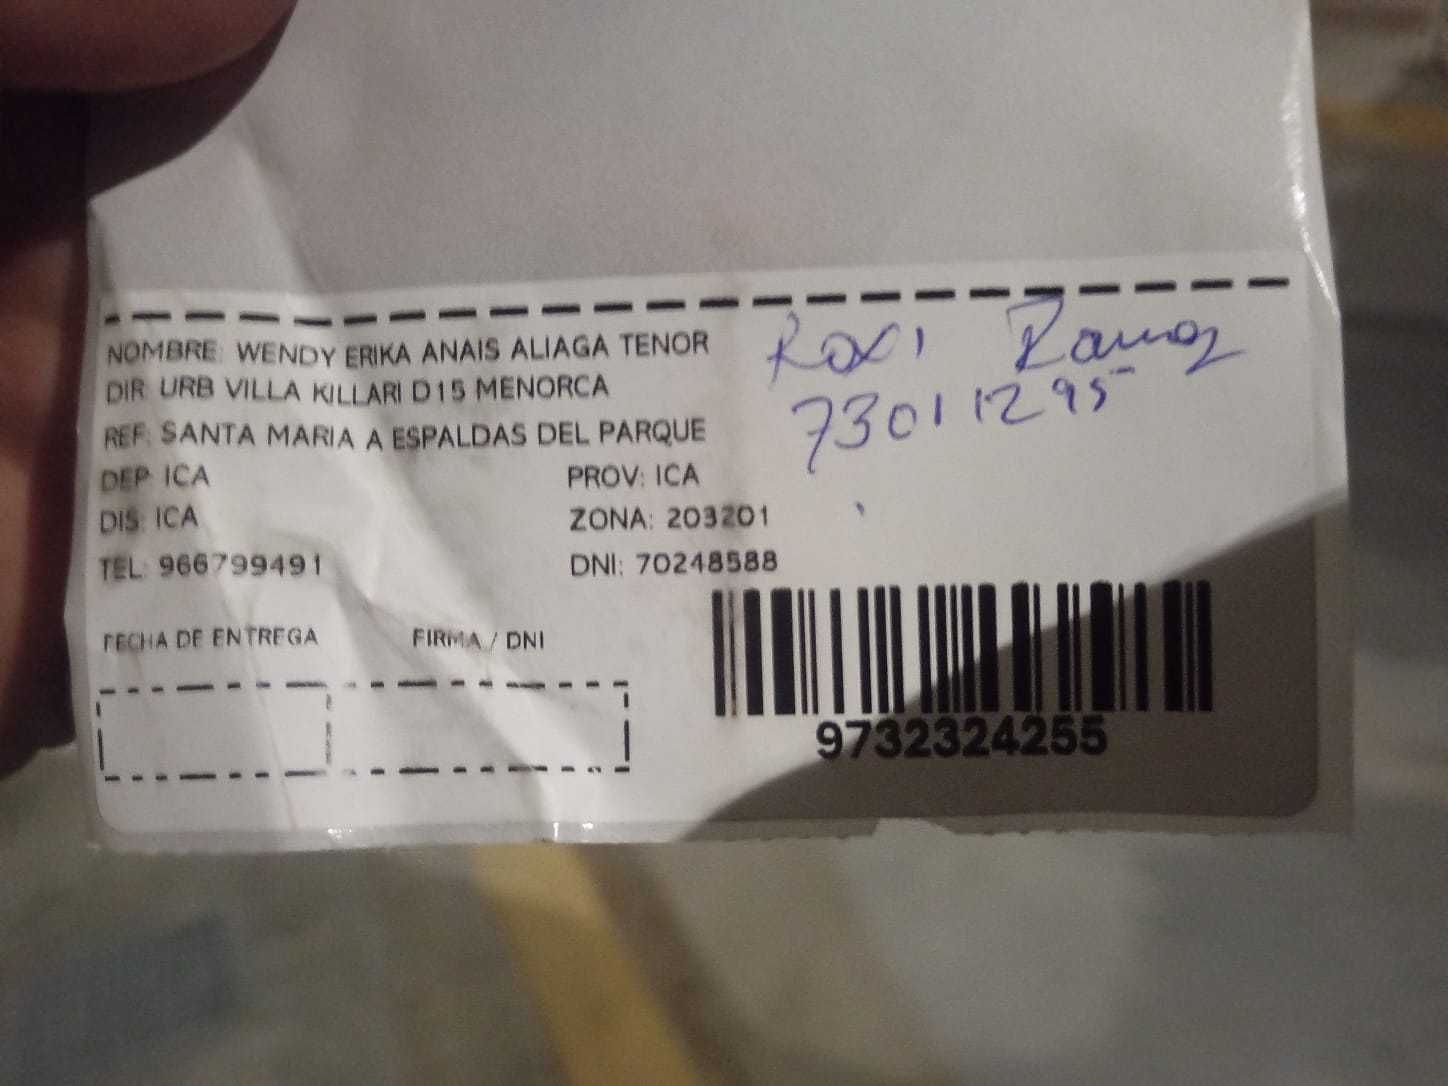 NOMBRE: WENDY ERIKA ANAIS ALIAGA TENOR
Roxi Ramos
DIR: URB VILLA KILLARI D15 MENORCA
73011295
REF: SANTA MARIA A ESPALDAS DEL PARQUE
DEP: ICA PROV: ICA
DIS: ICA ZONA: 203201
TEL: 966799491 DNI: 70248588
FECHA DE ENTREGA FIRMA / DNI
9732324255